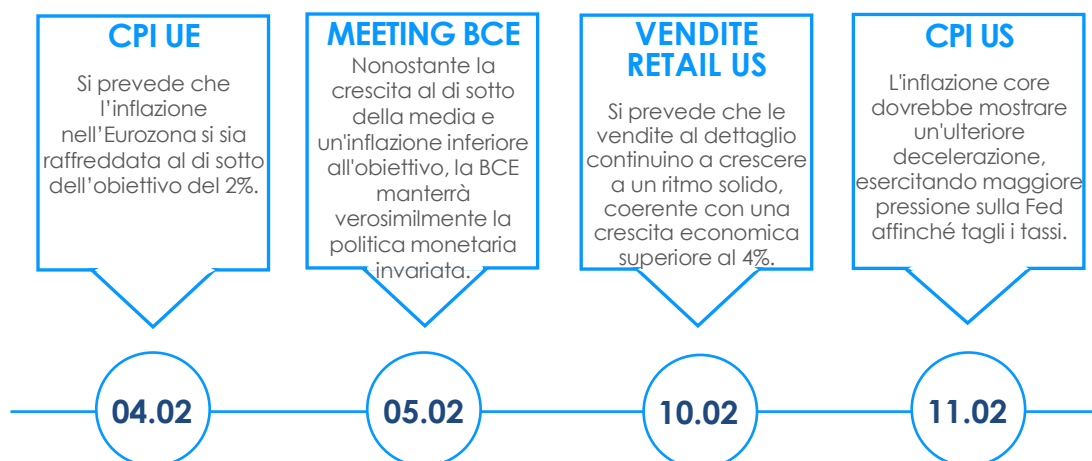 CPI UE
Si prevede che
l’inflazione
nell’Eurozona si sia
raffreddata al di sotto
dell’obiettivo del 2%.
MEETING BCE
Nonostante la
crescita al di sotto
della media e
un'inflazione inferiore
all'obiettivo, la BCE
manterrà
verosimilmente la
politica monetaria
invariata.
VENDITE
RETAIL US
Si prevede che le
vendite al dettaglio
continuino a crescere
a un ritmo solido,
coerente con una
crescita economica
superiore al 4%.
CPI US
L'inflazione core
dovrebbe mostrare
un'ulteriore
decelerazione,
esercitando maggiore
pressione sulla Fed
affinché tagli i tassi.
04.02
05.02
10.02
11.02